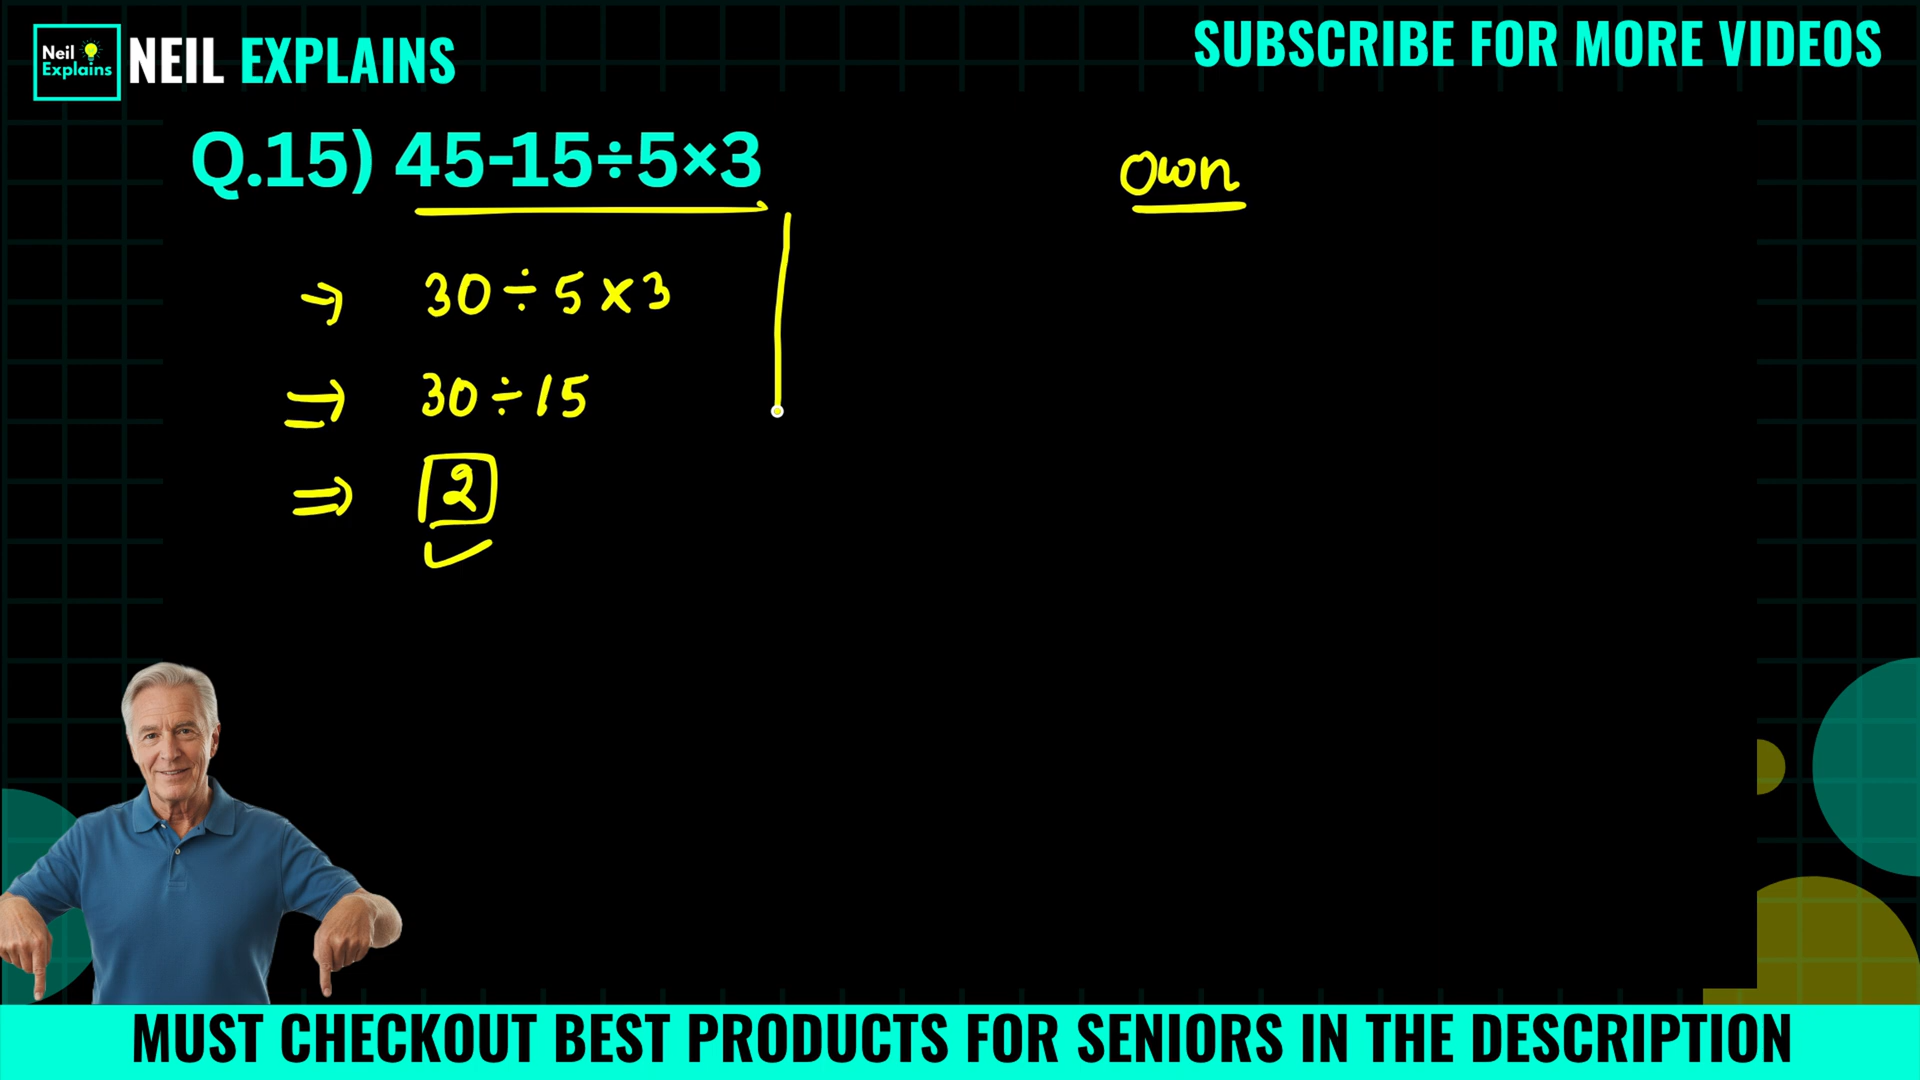 Neil
Explains
NEIL EXPLAINS
SUBSCRIBE FOR MORE VIDEOS
Q.15) 45-15÷5×3
Own
→ 30÷5×3
⇒ 30÷15
⇒ 2
MUST CHECKOUT BEST PRODUCTS FOR SENIORS IN THE DESCRIPTION